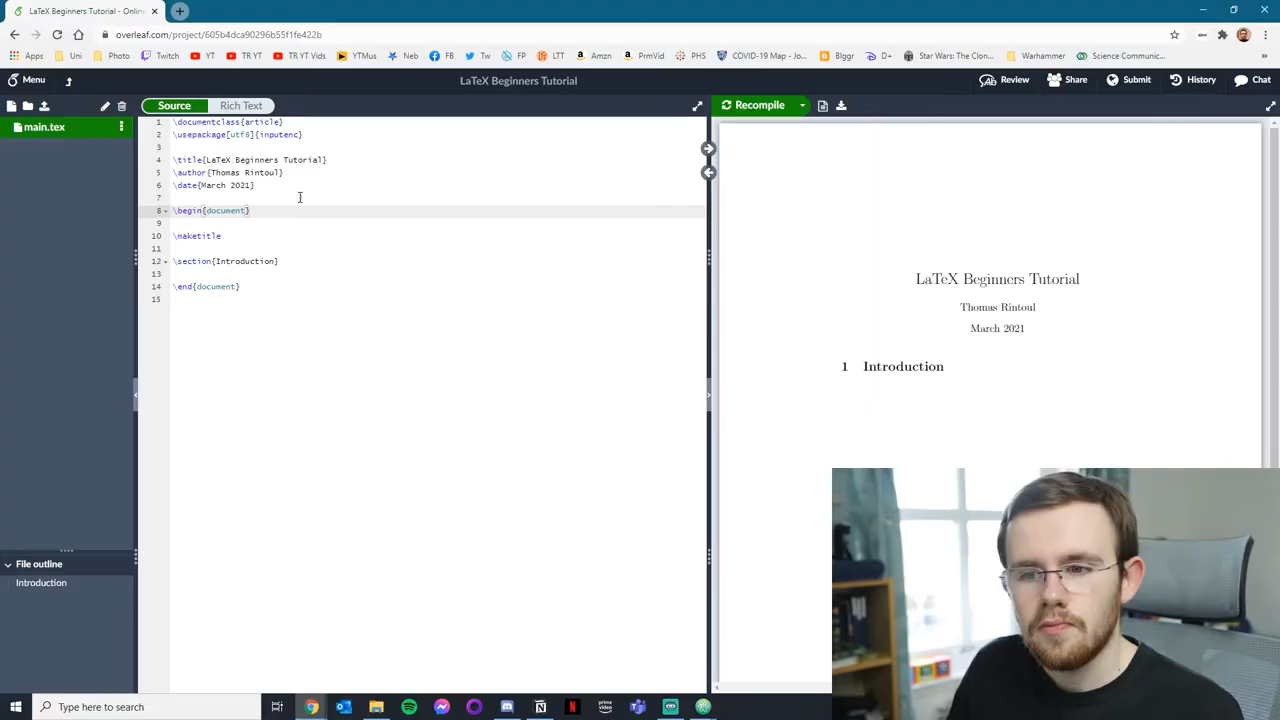 LaTeX Beginners Tutorial - Onlin
overleaf.com/project/605b4dca90296b55f1fe422b
Apps Uni Photo Twitch YT TR YT TR YT Vids YTMus Neb FB Tw FP LTT Amzn PrmVid PHS COVID-19 Map - Jo... Bloggr D+ Star Wars: The Clon... Warhammer Science Communic... »
Menu LaTeX Beginners Tutorial Review Share Submit History Chat
Source Rich Text Recompile
main.tex
1 \documentclass{article}
2 \usepackage[utf8]{inputenc}
3
4 \title{LaTeX Beginners Tutorial}
5 \author{Thomas Rintoul}
6 \date{March 2021}
7
8 \begin{document}
9
10 \maketitle
11
12 \section{Introduction}
13
14 \end{document}
15
LaTeX Beginners Tutorial
Thomas Rintoul
March 2021
1 Introduction
File outline
Introduction
Type here to search